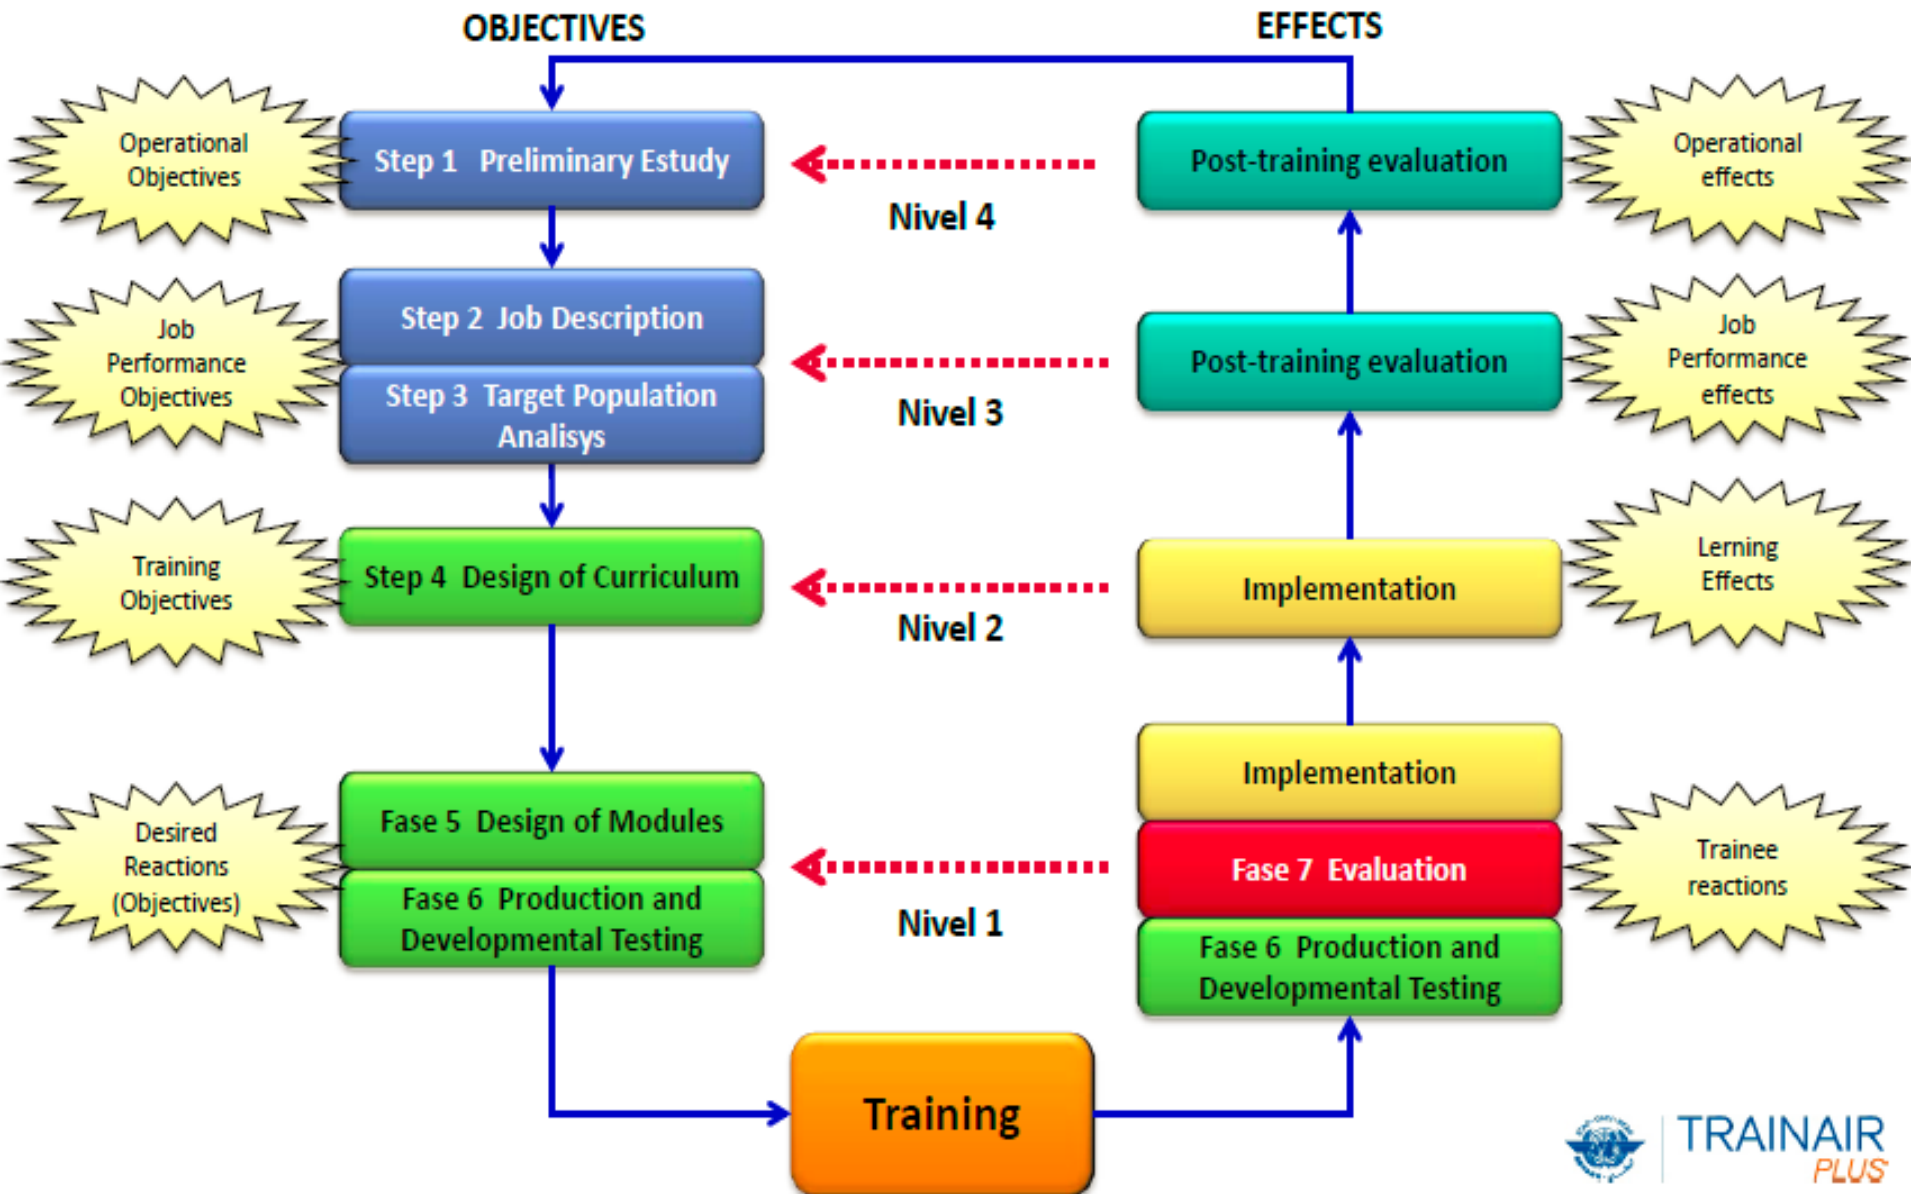 OBJECTIVES
EFFECTS
Operational
Objectives
Step 1 Preliminary Estudy
Nivel 4
Post-training evaluation
Operational
effects
Job
Performance
Objectives
Step 2 Job Description
Step 3 Target Population
Analisys
Nivel 3
Post-training evaluation
Job
Performance
effects
Training
Objectives
Step 4 Design of Curriculum
Nivel 2
Implementation
Lerning
Effects
Desired
Reactions
(Objectives)
Fase 5 Design of Modules
Fase 6 Production and
Developmental Testing
Nivel 1
Implementation
Fase 7 Evaluation
Fase 6 Production and
Developmental Testing
Trainee
reactions
Training
TRAINAIR
PLUS